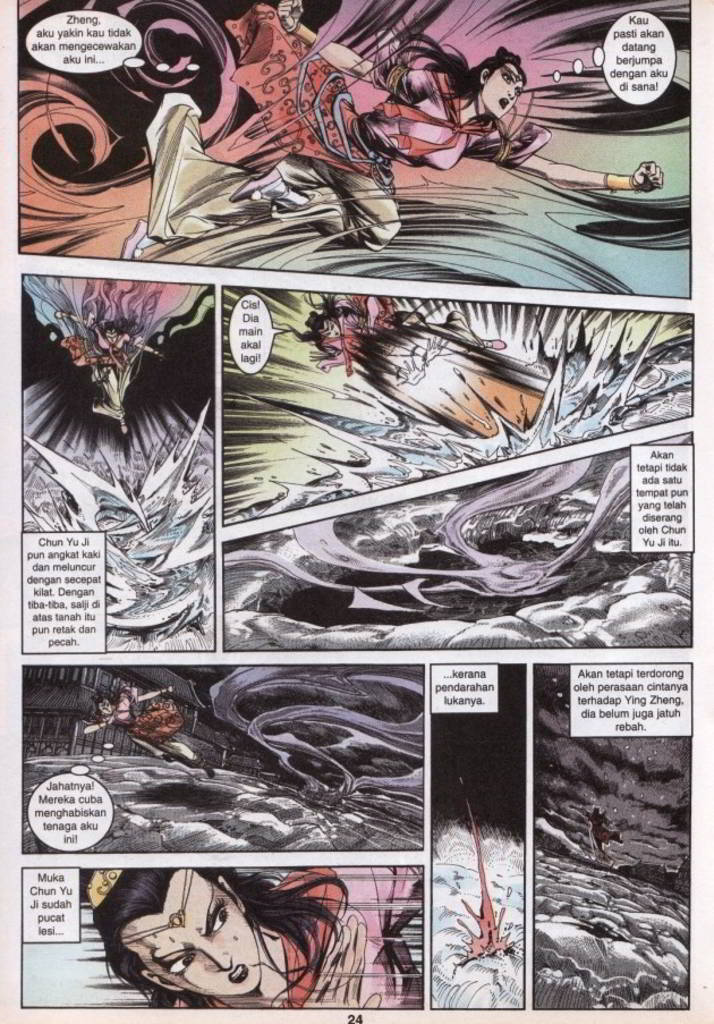 Zheng,
aku yakin kau tidak
akan mengecewakan
aku ini...
Kau
pasti akan
datang
berjumpa
dengan aku
di sana!
Chun Yu Ji
pun angkat kaki
dan meluncur
dengan secepat
kilat. Dengan
tiba-tiba, salji di
atas tanah itu
pun retak dan
pecah.
Cis!
Dia
main
akal
lagi!
Akan
tetapi tidak
ada satu
tempat pun
yang telah
diserang
oleh Chun
Yu Ji itu.
Jahatnya!
Mereka cuba
menghabiskan
tenaga aku
ini!
Muka
Chun Yu
Ji sudah
pucat
lesi...
...kerana
pendarahan
lukanya.
Akan tetapi terdorong
oleh perasaan cintanya
terhadap Ying Zheng,
dia belum juga jatuh
rebah.
24